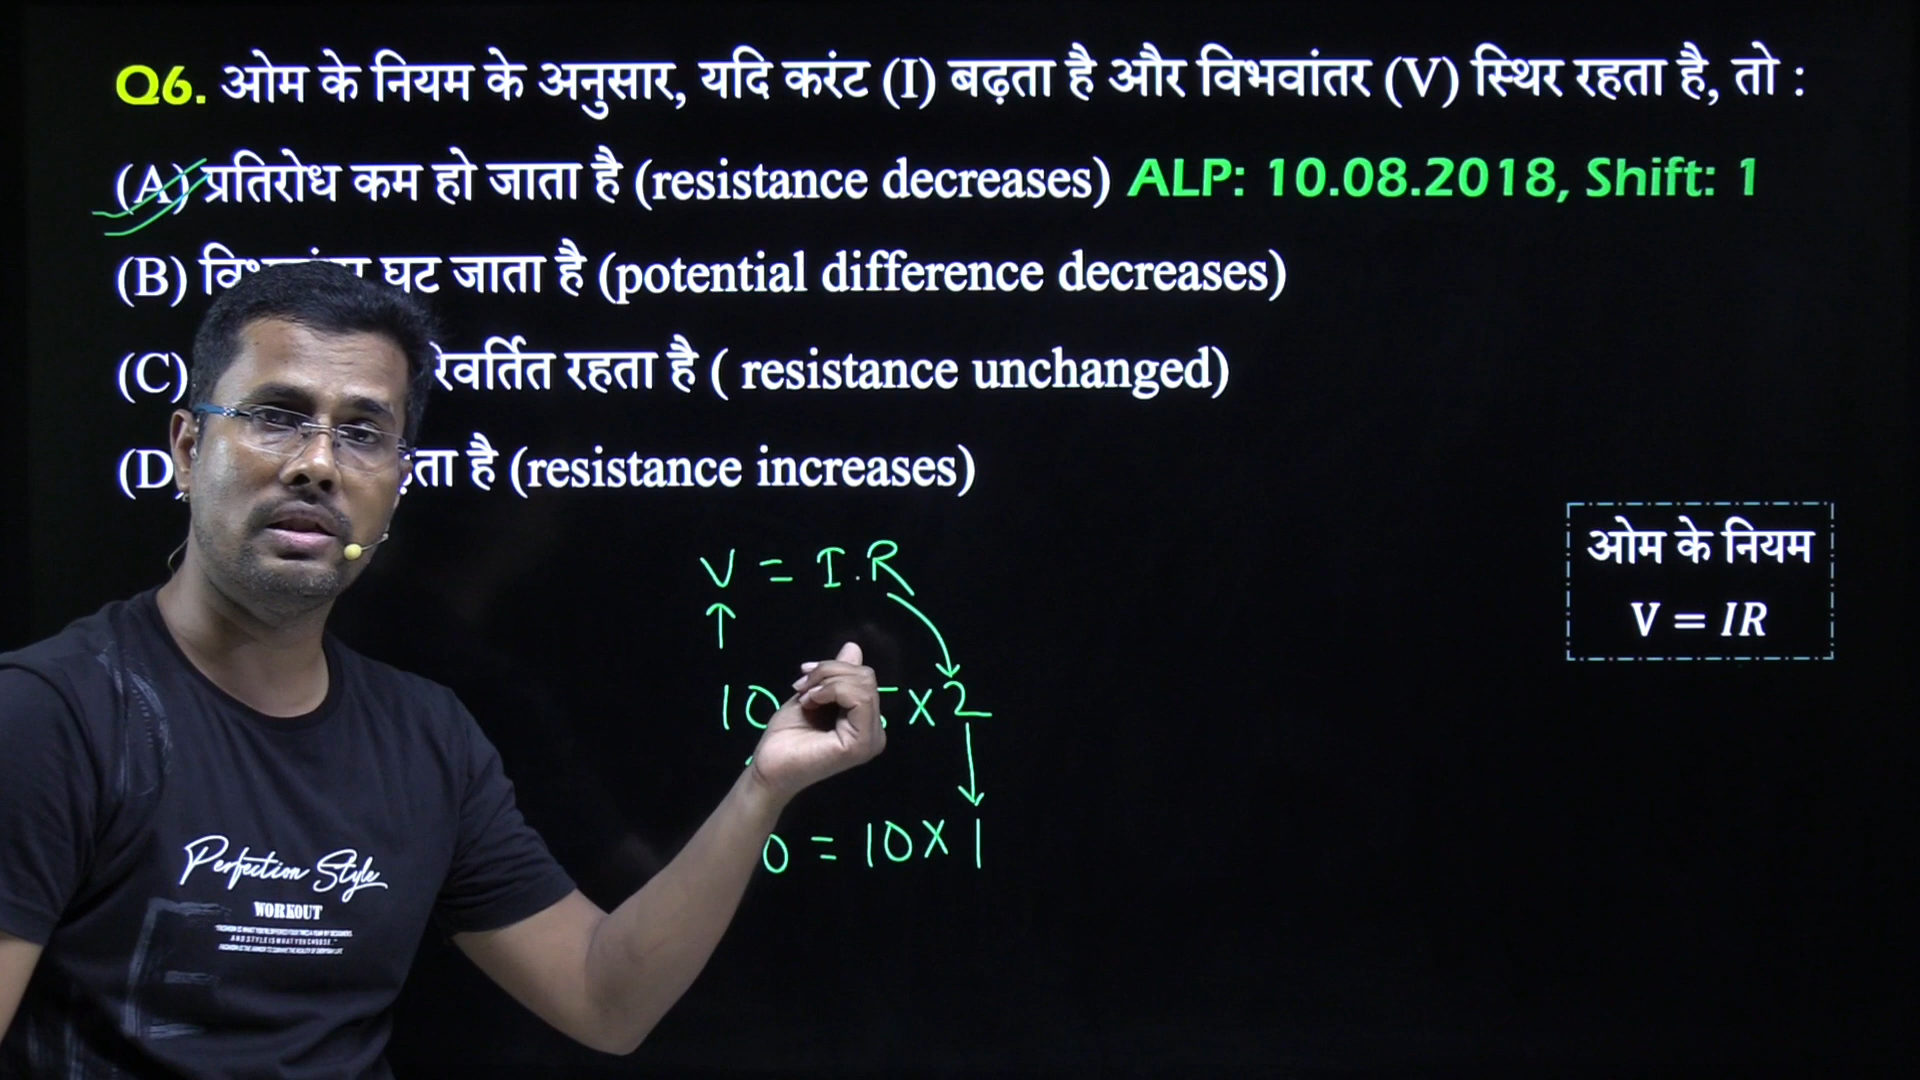 Q6. ओम के नियम के अनुसार, यदि करंट (I) बढ़ता है और विभवांतर (V) स्थिर रहता है, तो :
(A) प्रतिरोध कम हो जाता है (resistance decreases) ALP: 10.08.2018, Shift: 1
(B) घट जाता है (potential difference decreases)
(C) रहता है ( resistance unchanged)
(D) है (resistance increases)
V = I.R
10 × 2
0 = 10 × 1
ओम के नियम
V = IR
Perfection Style
WORKOUT